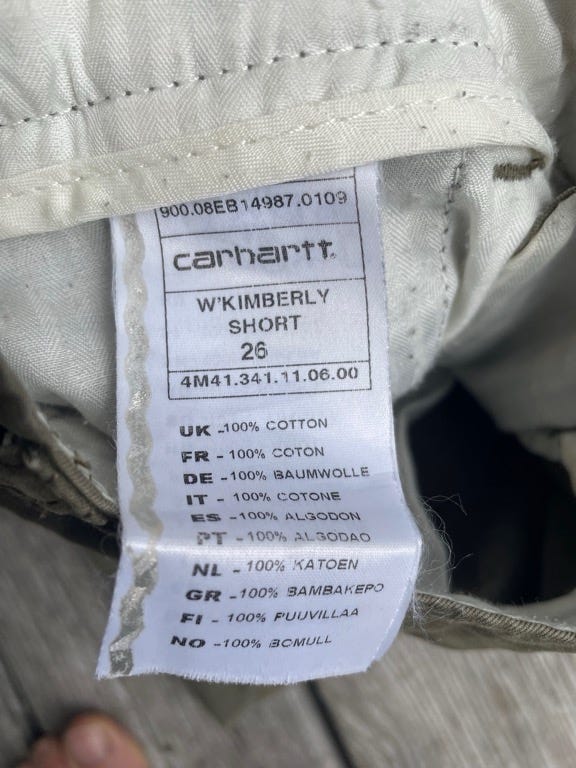 900.08EB14987.0109
carhartt
W'KIMBERLY
SHORT
26
4M41.341.11.06.00
UK -100% COTTON
FR -100% COTON
DE -100% BAUMWOLLE
IT -100% COTONE
ES -100% ALGODON
PT -100% ALGODAO
NL -100% KATOEN
GR -100% BAMBAKEPO
FI -100% PUUVILLAA
NO -100% BOMULL